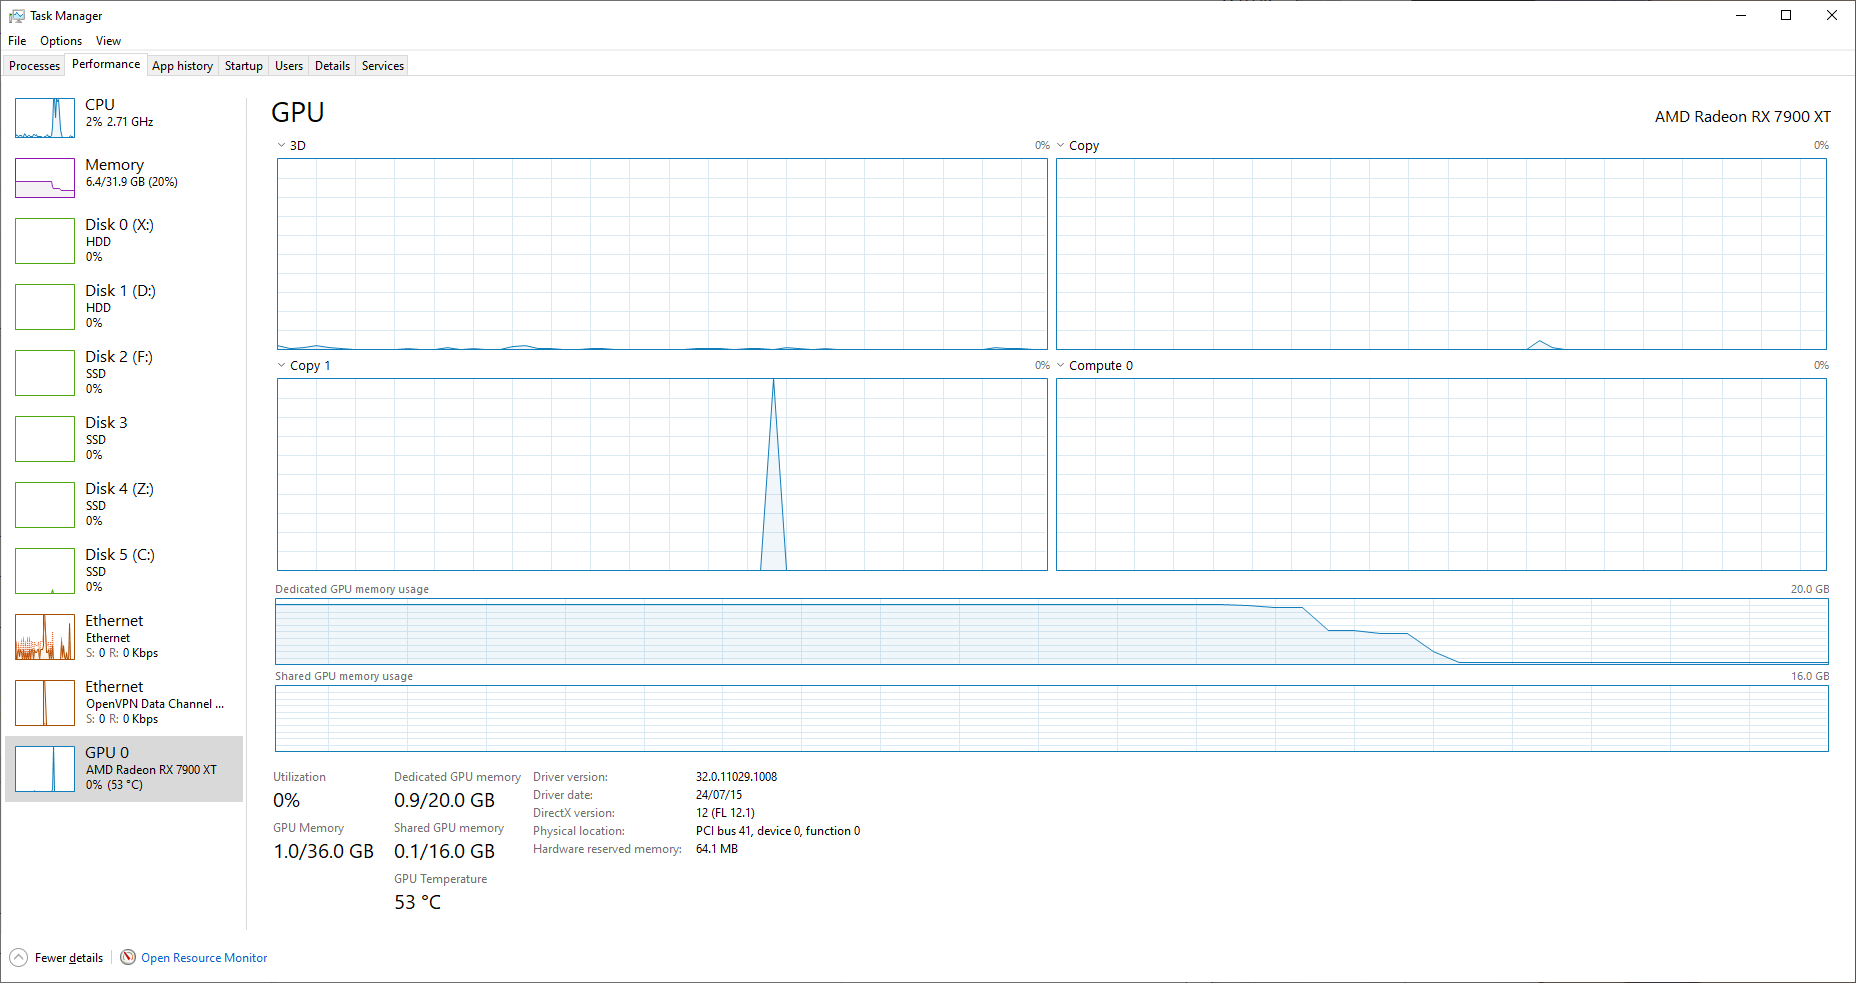 Task Manager
File Options View
Processes Performance App history Startup Users Details Services
CPU
2% 2.71 GHz
Memory
6.4/31.9 GB (20%)
Disk 0 (X:)
HDD
0%
Disk 1 (D:)
HDD
0%
Disk 2 (F:)
SSD
0%
Disk 3
SSD
0%
Disk 4 (Z:)
SSD
0%
Disk 5 (C:)
SSD
0%
Ethernet
Ethernet
S: 0 R: 0 Kbps
Ethernet
OpenVPN Data Channel ...
S: 0 R: 0 Kbps
GPU 0
AMD Radeon RX 7900 XT
0% (53 °C)
GPU
AMD Radeon RX 7900 XT
3D 0%
Copy 0%
Copy 1 0%
Compute 0 0%
Dedicated GPU memory usage 20.0 GB
Shared GPU memory usage 16.0 GB
Utilization
0%
Dedicated GPU memory
0.9/20.0 GB
GPU Memory
1.0/36.0 GB
Shared GPU memory
0.1/16.0 GB
GPU Temperature
53 °C
Driver version: 32.0.11029.1008
Driver date: 24/07/15
DirectX version: 12 (FL 12.1)
Physical location: PCI bus 41, device 0, function 0
Hardware reserved memory: 64.1 MB
Fewer details
Open Resource Monitor